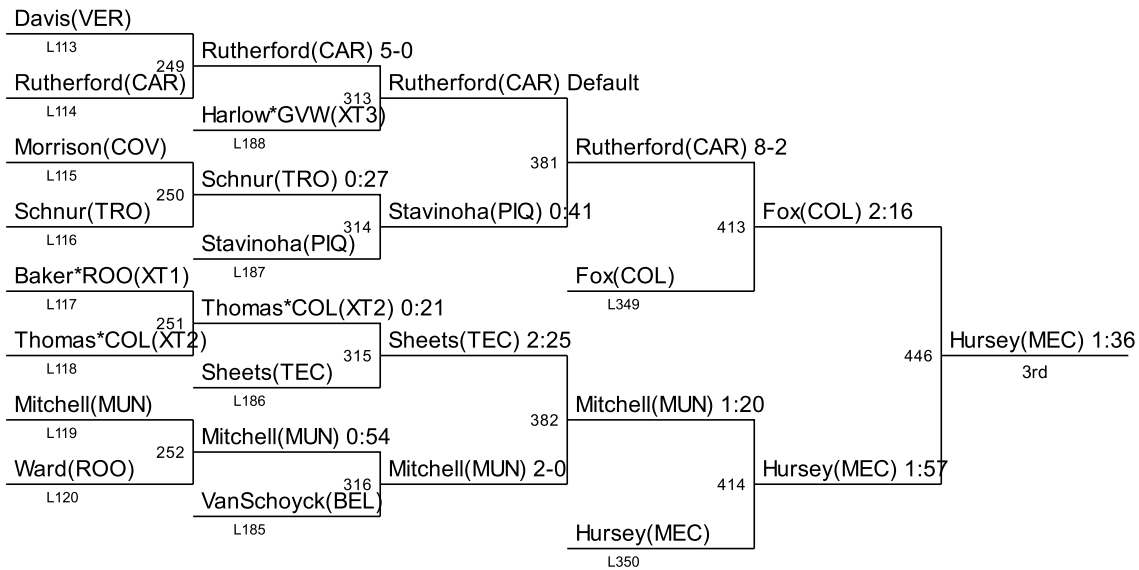 Davis(VER)
L113
249
Rutherford(CAR) 5-0
Rutherford(CAR)
L114
313
Rutherford(CAR) Default
Harlow*GVW(XT3)
L188
Morrison(COV)
L115
381
Rutherford(CAR) 8-2
250
Schnur(TRO) 0:27
Schnur(TRO)
L116
314
Stavinoha(PIQ) 0:41
413
Fox(COL) 2:16
Stavinoha(PIQ)
L187
Baker*ROO(XT1)
L117
Fox(COL)
L349
251
Thomas*COL(XT2) 0:21
Thomas*COL(XT2)
L118
315
Sheets(TEC) 2:25
446
Hursey(MEC) 1:36
3rd
Sheets(TEC)
L186
Mitchell(MUN)
L119
382
Mitchell(MUN) 1:20
252
Mitchell(MUN) 0:54
Ward(ROO)
L120
316
Mitchell(MUN) 2-0
414
Hursey(MEC) 1:57
VanSchoyck(BEL)
L185
Hursey(MEC)
L350